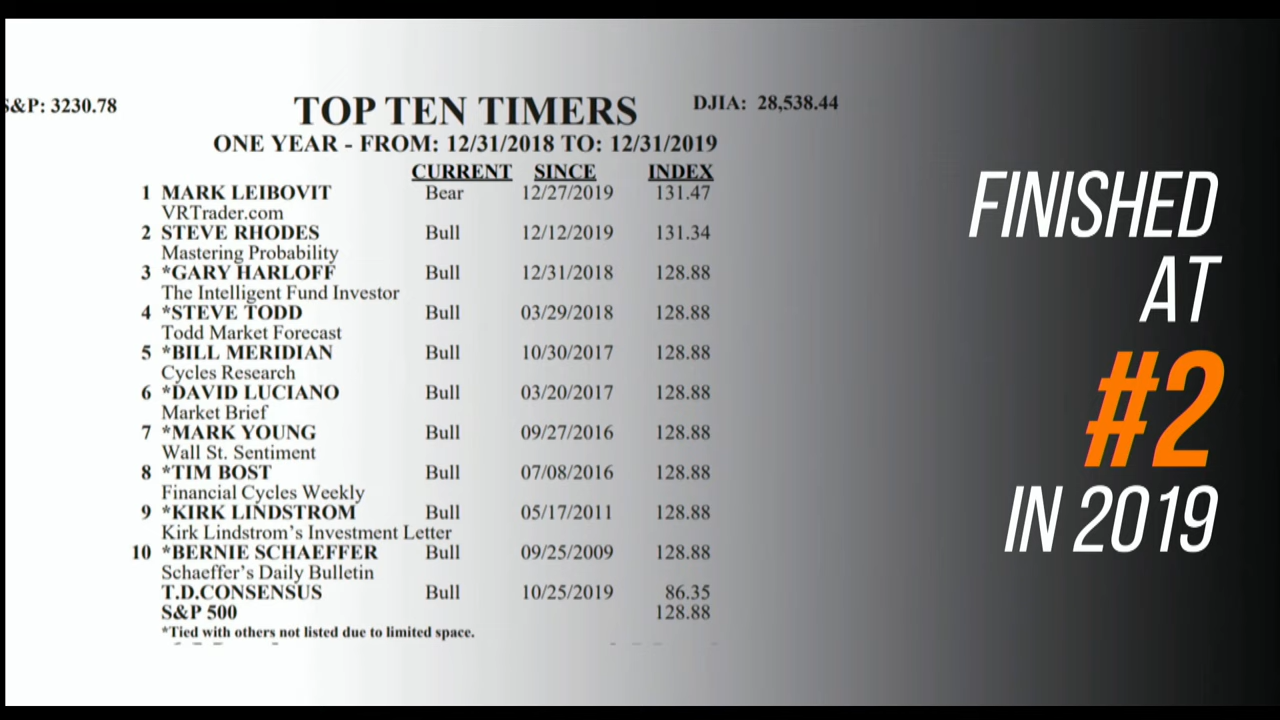 S&P: 3230.78
TOP TEN TIMERS
DJIA: 28,538.44
ONE YEAR - FROM: 12/31/2018 TO: 12/31/2019
CURRENT SINCE INDEX
1 MARK LEIBOVIT Bear 12/27/2019 131.47
VRTrader.com
2 STEVE RHODES Bull 12/12/2019 131.34
Mastering Probability
3 *GARY HARLOFF Bull 12/31/2018 128.88
The Intelligent Fund Investor
4 *STEVE TODD Bull 03/29/2018 128.88
Todd Market Forecast
5 *BILL MERIDIAN Bull 10/30/2017 128.88
Cycles Research
6 *DAVID LUCIANO Bull 03/20/2017 128.88
Market Brief
7 *MARK YOUNG Bull 09/27/2016 128.88
Wall St. Sentiment
8 *TIM BOST Bull 07/08/2016 128.88
Financial Cycles Weekly
9 *KIRK LINDSTROM Bull 05/17/2011 128.88
Kirk Lindstrom's Investment Letter
10 *BERNIE SCHAEFFER Bull 09/25/2009 128.88
Schaeffer's Daily Bulletin
T.D.CONSENSUS Bull 10/25/2019 86.35
S&P 500 128.88
*Tied with others not listed due to limited space.
FINISHED
AT
#2
IN 2019